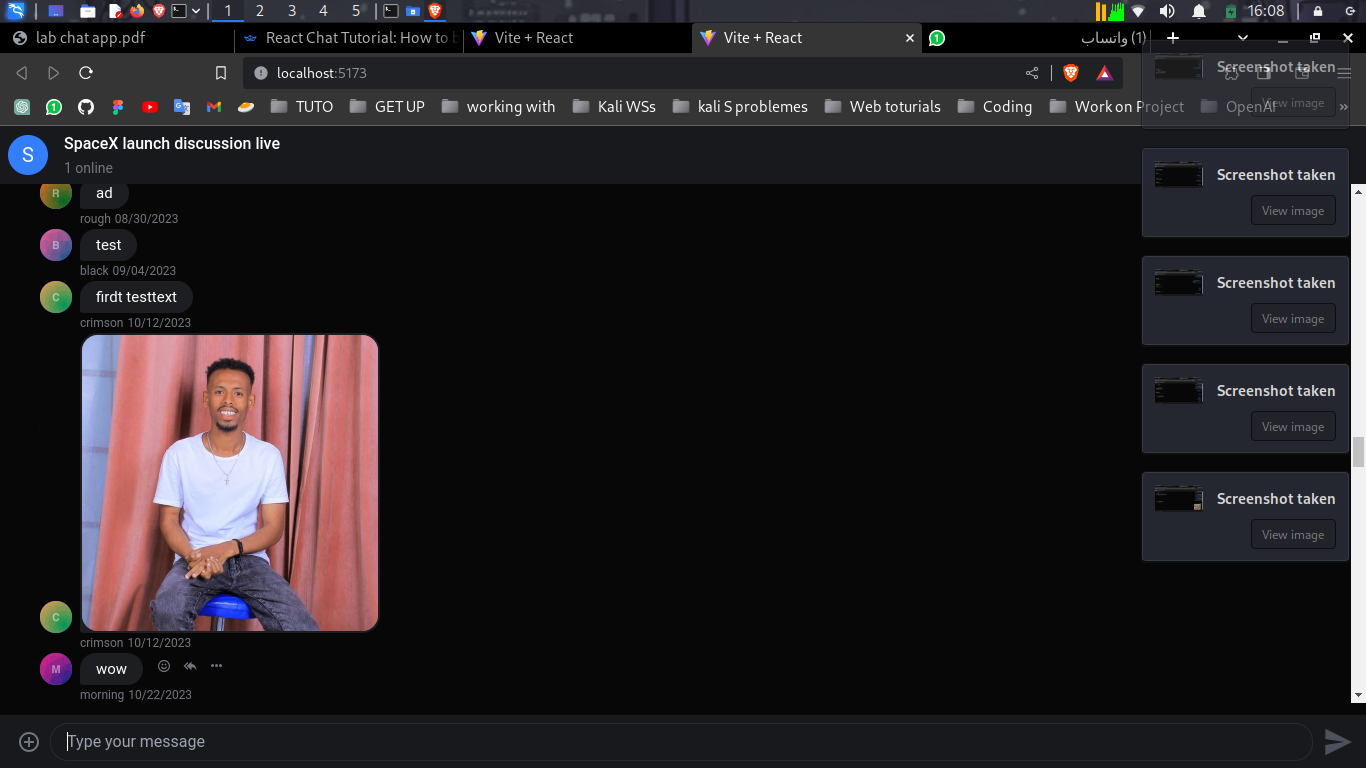 1 2 3 4 5 16:08
lab chat app.pdf React Chat Tutorial: How to b Vite + React Vite + React واتساب (1)
localhost:5173
TUTO GET UP working with Kali WSs kali S problemes Web toturials Coding Work on Project OpenAI »
S
SpaceX launch discussion live
1 online
R
ad
rough 08/30/2023
B
test
black 09/04/2023
C
firdt testtext
crimson 10/12/2023
C
crimson 10/12/2023
M
wow
morning 10/22/2023
Type your message
Screenshot taken
View image
Screenshot taken
View image
Screenshot taken
View image
Screenshot taken
View image
Screenshot taken
View image